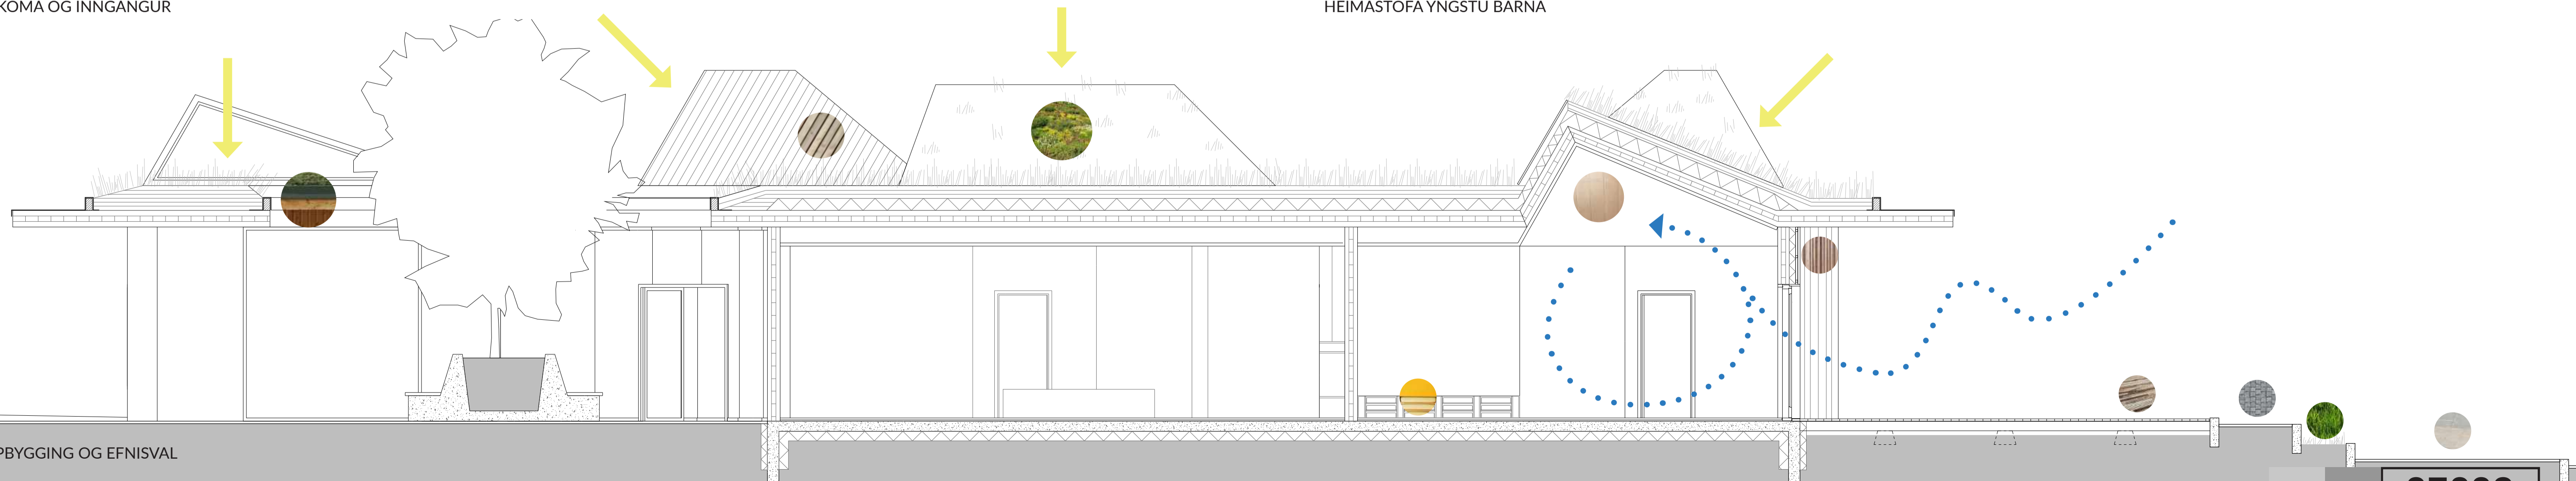 KOMA OG INNGANGUR
HEIMASTOFA YNGSTU BARNA
PBYGGING OG EFNISVAL